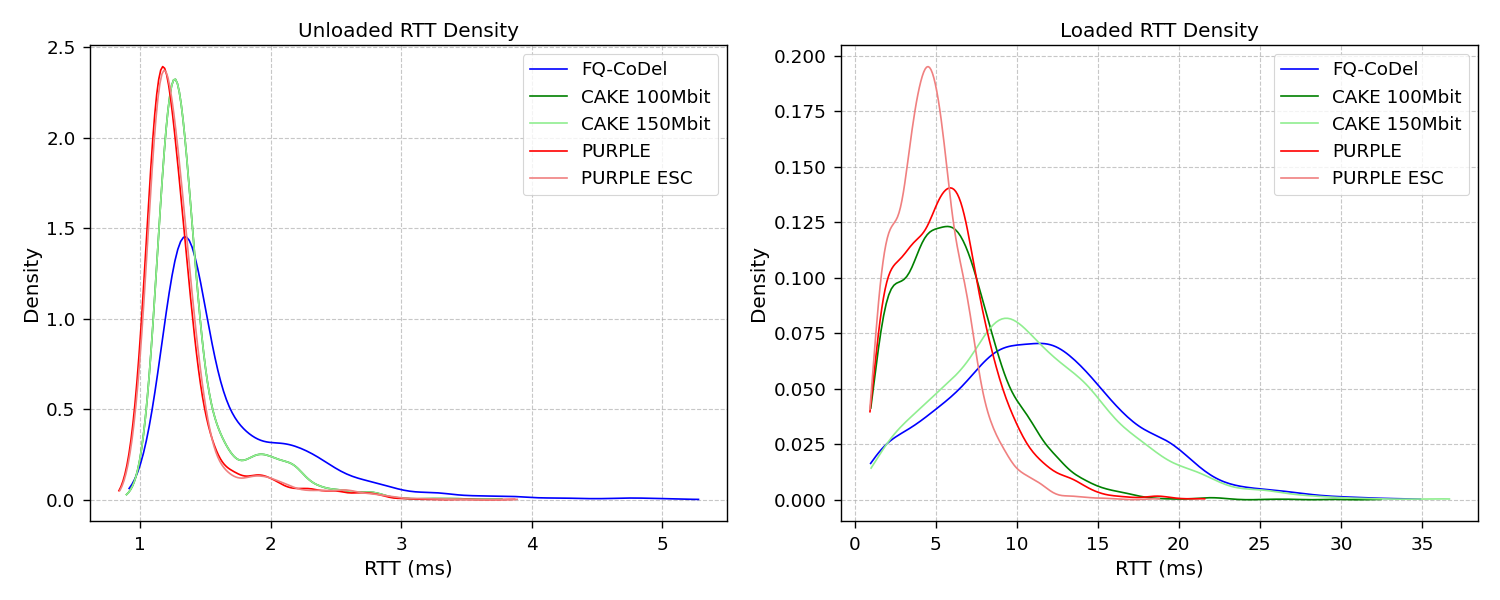 Unloaded RTT Density
2.5
2.0
1.5
1.0
0.5
0.0
Density
1
2
3
4
5
RTT (ms)
FQ-CoDel
CAKE 100Mbit
CAKE 150Mbit
PURPLE
PURPLE ESC
Loaded RTT Density
0.200
0.175
0.150
0.125
0.100
0.075
0.050
0.025
0.000
Density
0
5
10
15
20
25
30
35
RTT (ms)
FQ-CoDel
CAKE 100Mbit
CAKE 150Mbit
PURPLE
PURPLE ESC